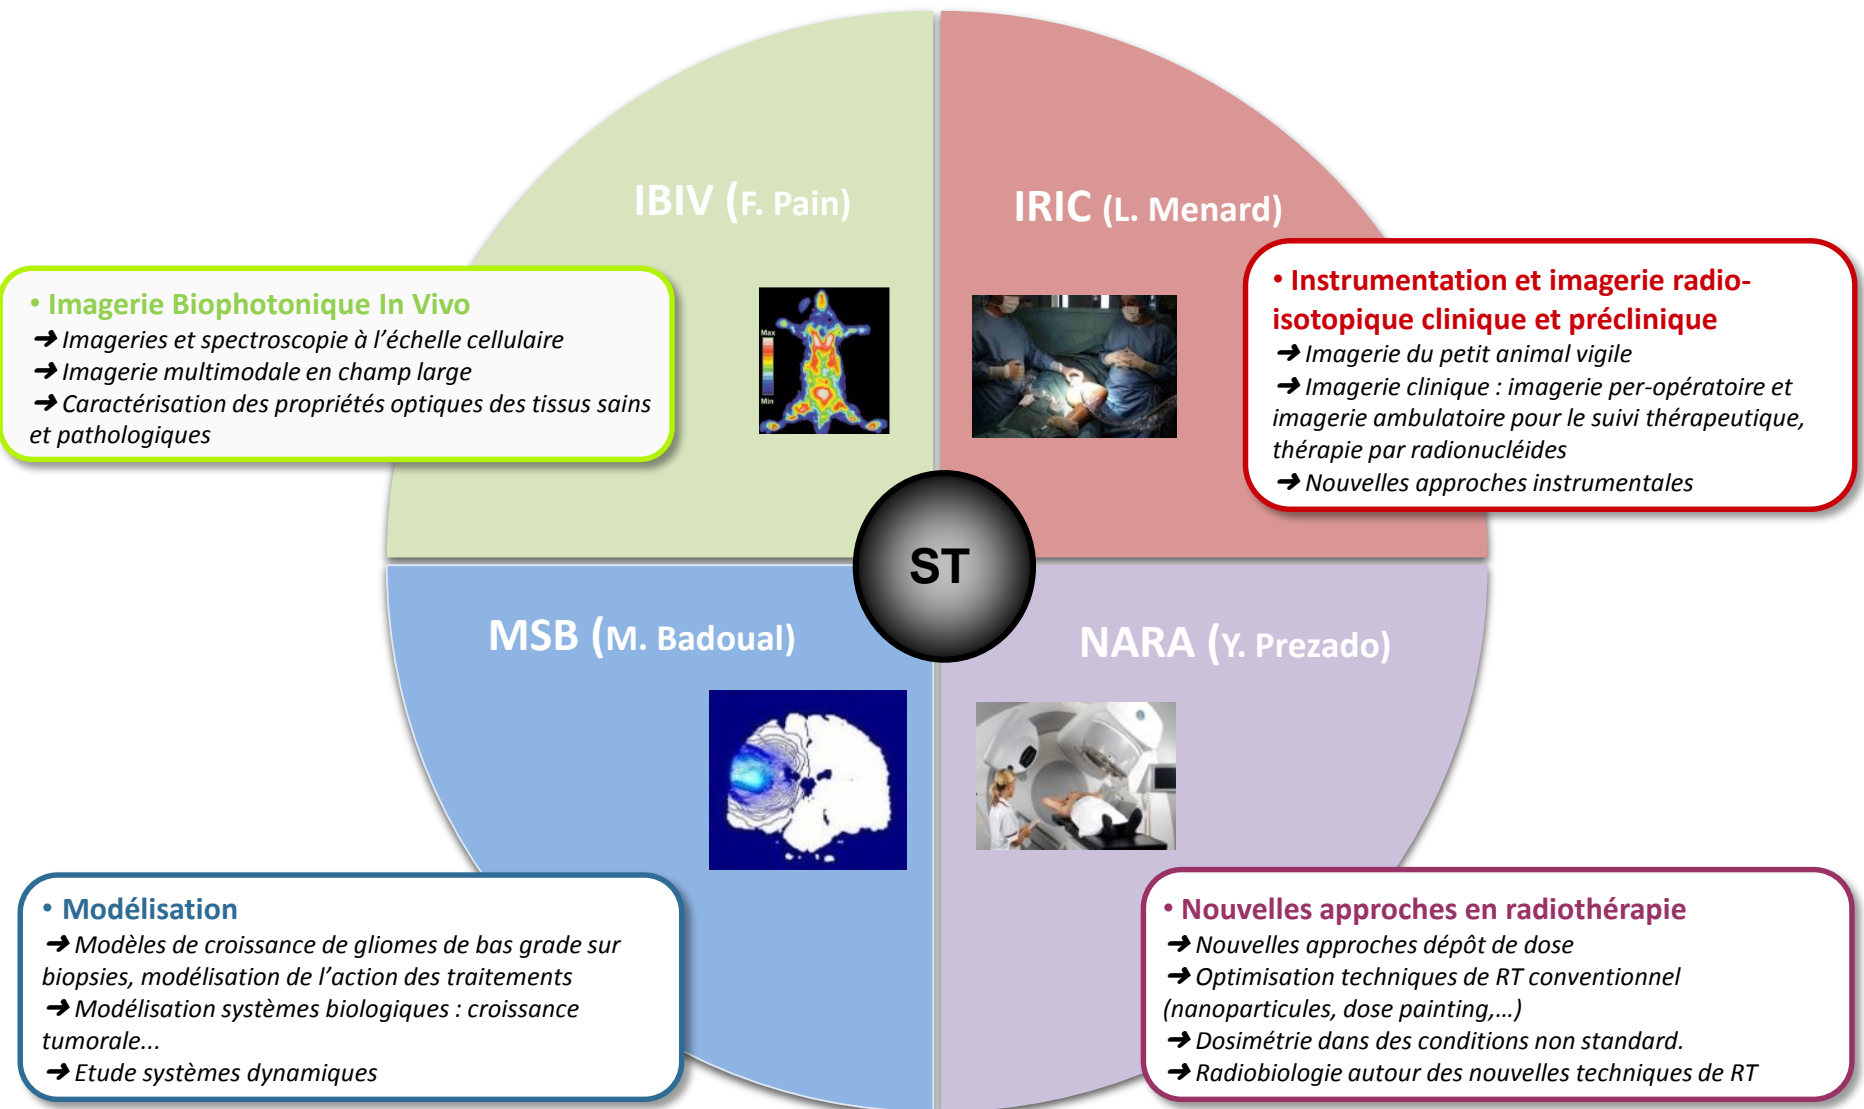 IBIV (F. Pain)
IRIC (L. Menard)
• Imagerie Biophotonique In Vivo
➔ Imageries et spectroscopie à l’échelle cellulaire
➔ Imagerie multimodale en champ large
➔ Caractérisation des propriétés optiques des tissus sains
et pathologiques
Max
Min
• Instrumentation et imagerie radio-
isotopique clinique et préclinique
➔ Imagerie du petit animal vigile
➔ Imagerie clinique : imagerie per-opératoire et
imagerie ambulatoire pour le suivi thérapeutique,
thérapie par radionucléides
➔ Nouvelles approches instrumentales
ST
MSB (M. Badoual)
NARA (Y. Prezado)
• Modélisation
➔ Modèles de croissance de gliomes de bas grade sur
biopsies, modélisation de l’action des traitements
➔ Modélisation systèmes biologiques : croissance
tumorale...
➔ Etude systèmes dynamiques
• Nouvelles approches en radiothérapie
➔ Nouvelles approches dépôt de dose
➔ Optimisation techniques de RT conventionnel
(nanoparticules, dose painting,…)
➔ Dosimétrie dans des conditions non standard.
➔ Radiobiologie autour des nouvelles techniques de RT